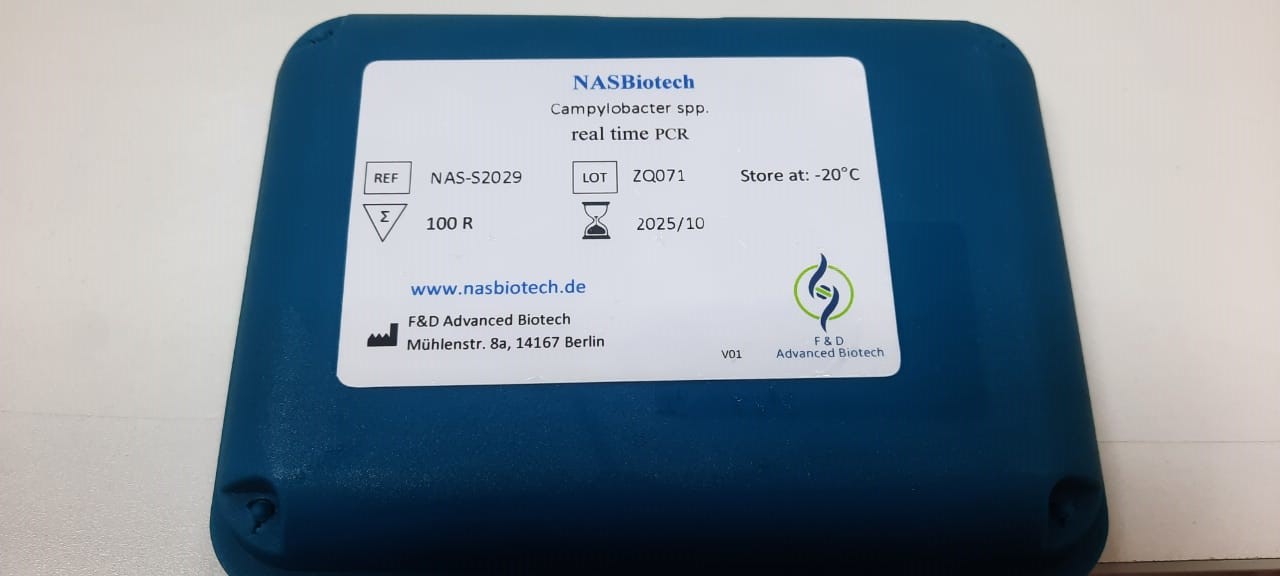 NASBiotech
Campylobacter spp.
real time PCR
REF NAS-S2029 LOT ZQ071 Store at: -20°C
Σ 100 R 2025/10
www.nasbiotech.de
F&D Advanced Biotech
Mühlenstr. 8a, 14167 Berlin
V01
F & D
Advanced Biotech